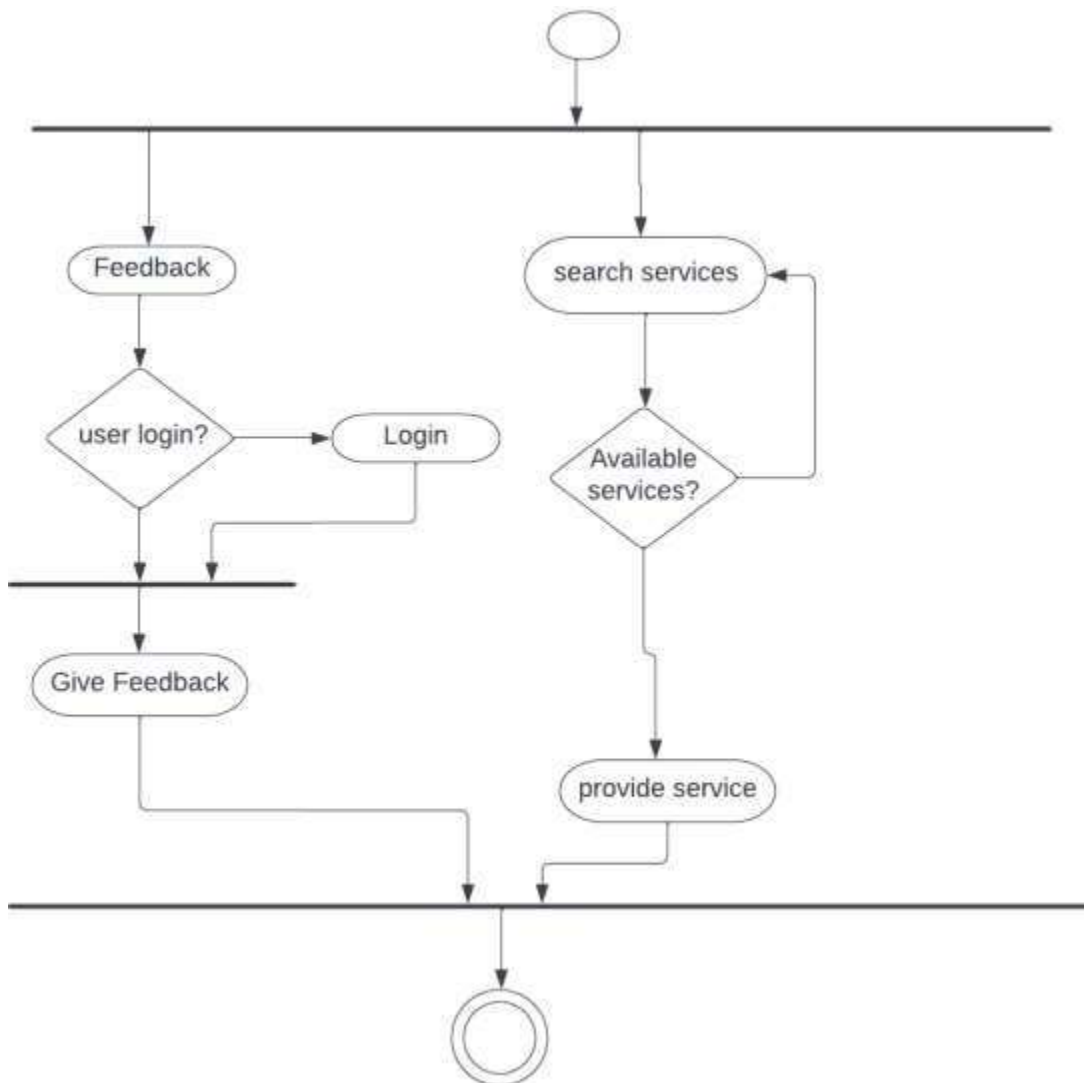 Feedback
search services
user login?
Login
Available
services?
Give Feedback
provide service